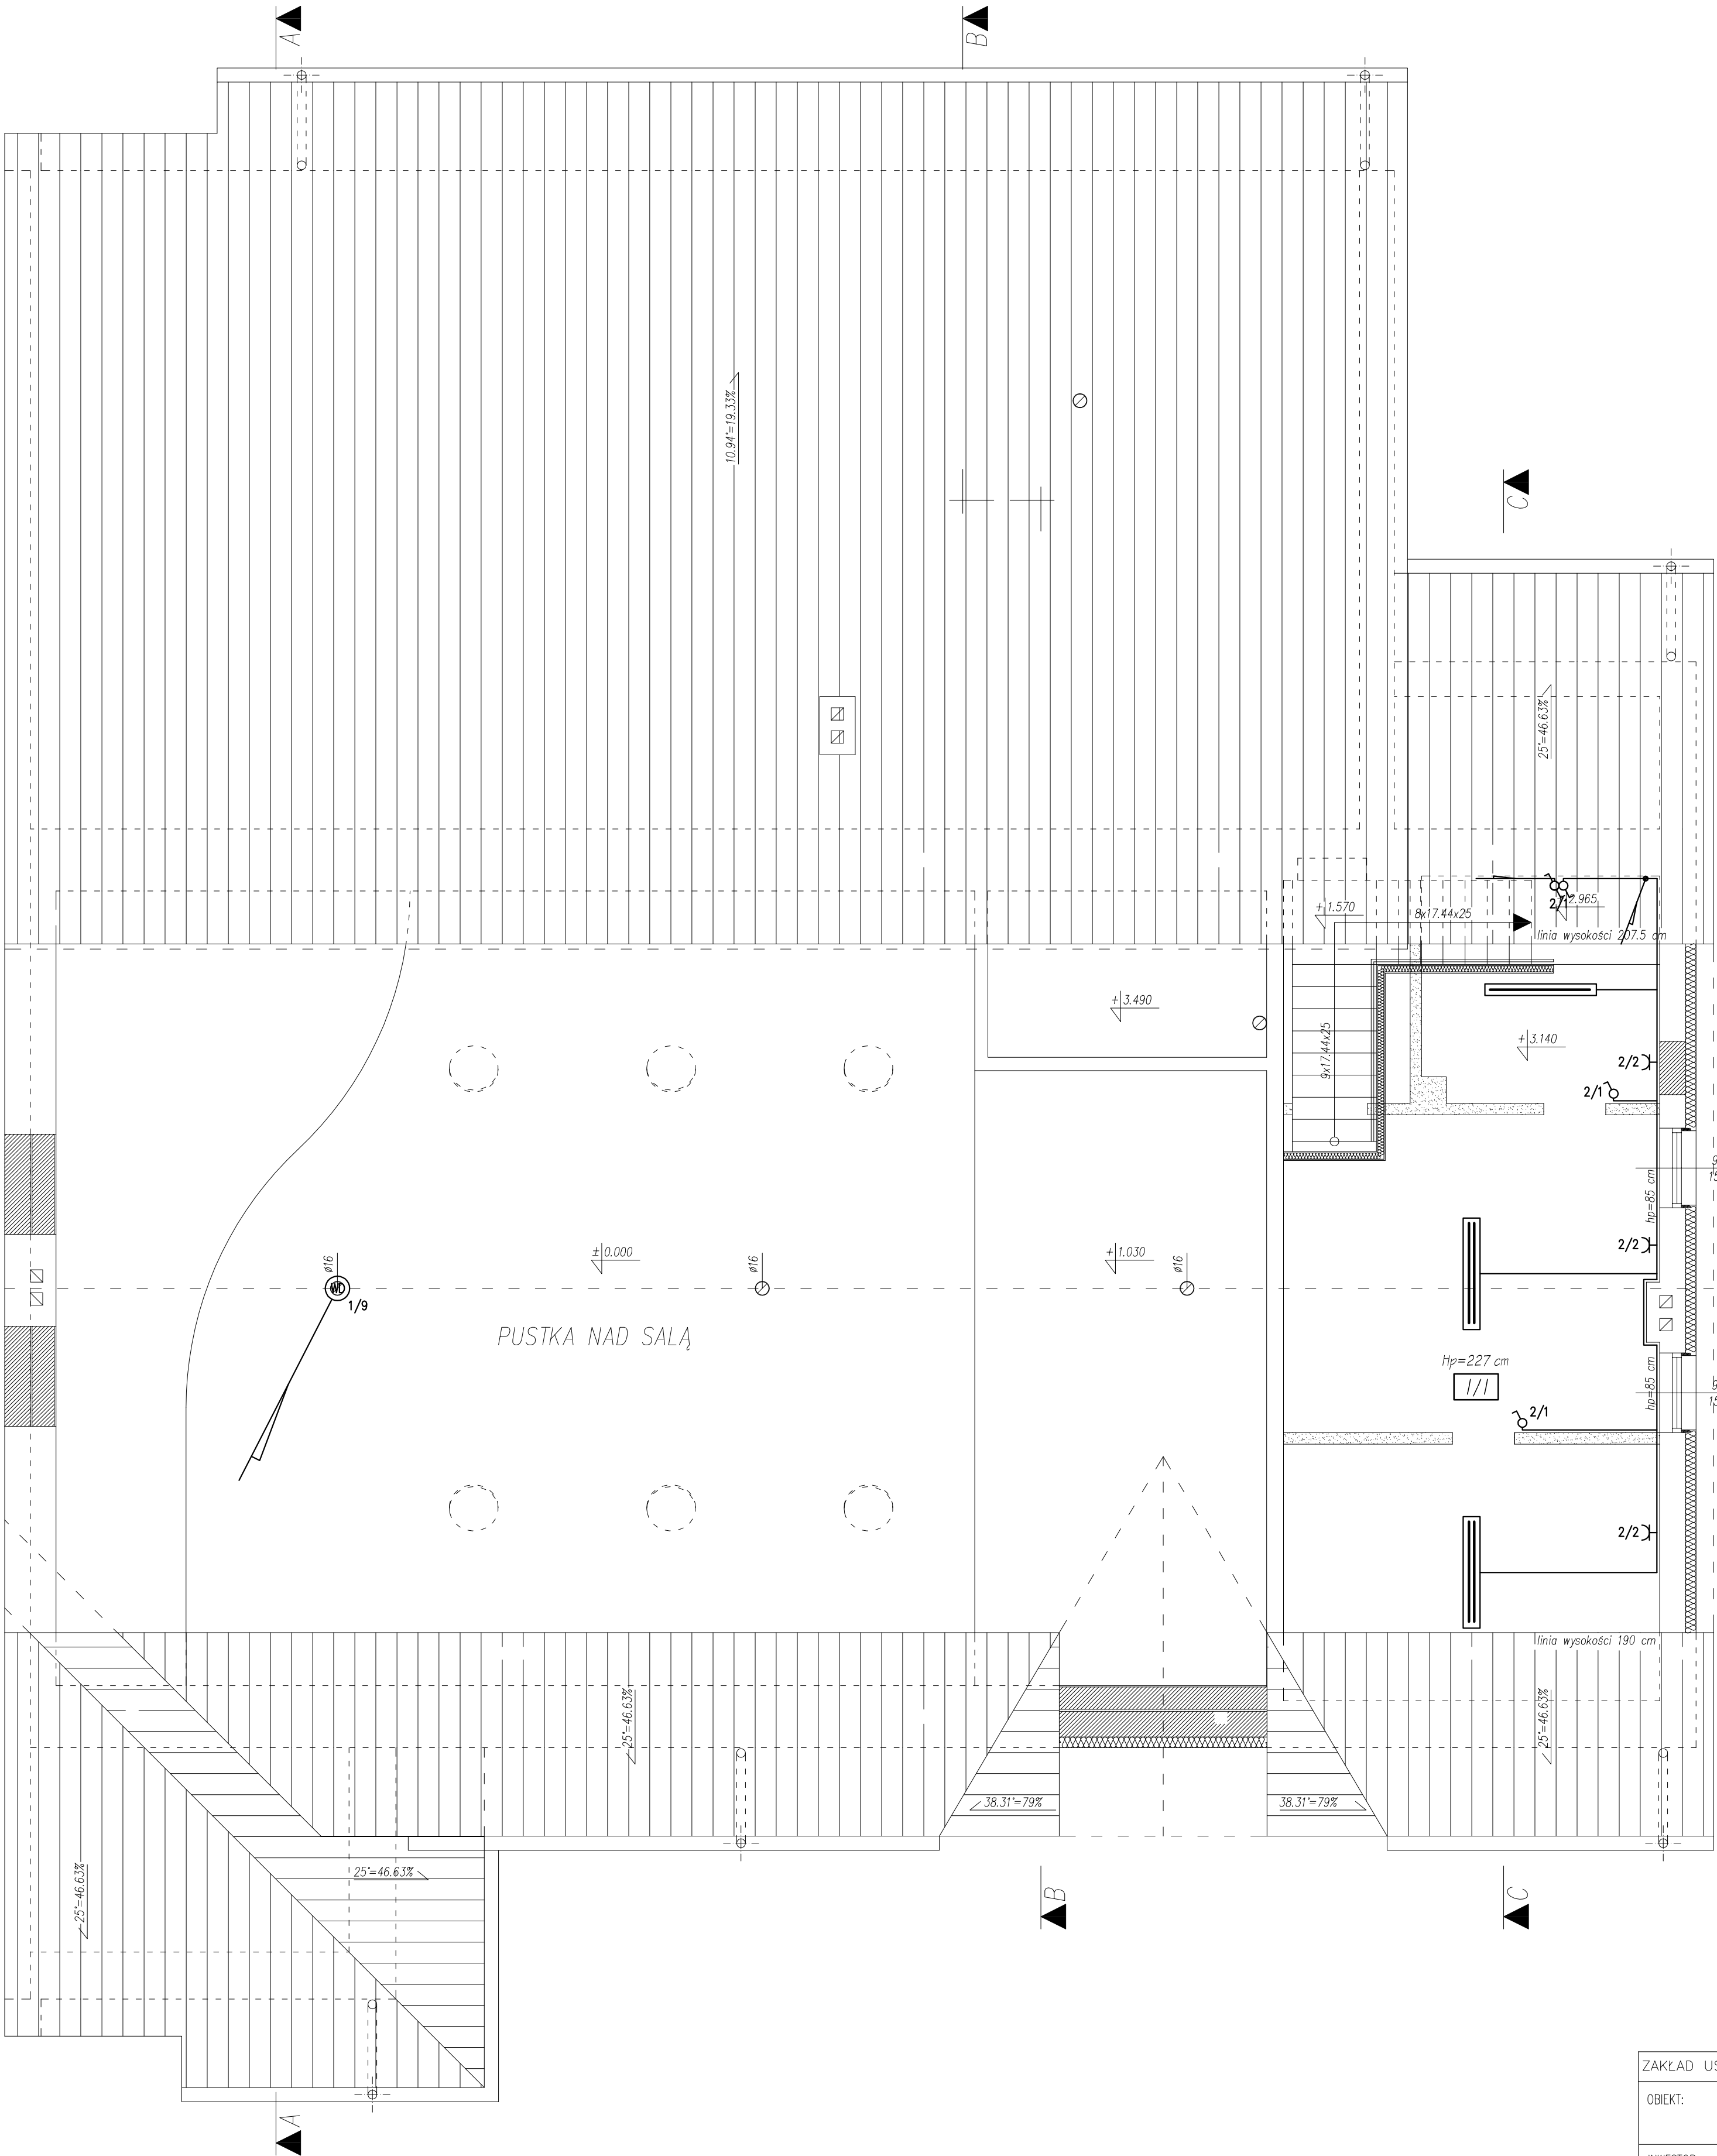 A
B
10.94°=19.33%
C
25°=46.63%
+1.570
8x17.44x25
2/1
2.965
linia wysokości 207.5 cm
+3.490
9x17.44x25
+3.140
2/2
2/1
hp=85 cm
2/2
ø16
±0.000
ø16
+1.030
ø16
WD
1/9
PUSTKA NAD SALĄ
Hp=227 cm
1/1
hp=85 cm
2/1
2/2
linia wysokości 190 cm
25°=46.63%
25°=46.63%
38.31°=79%
38.31°=79%
25°=46.63%
25°=46.63%
B
C
A
ZAKŁAD
OBIEKT: